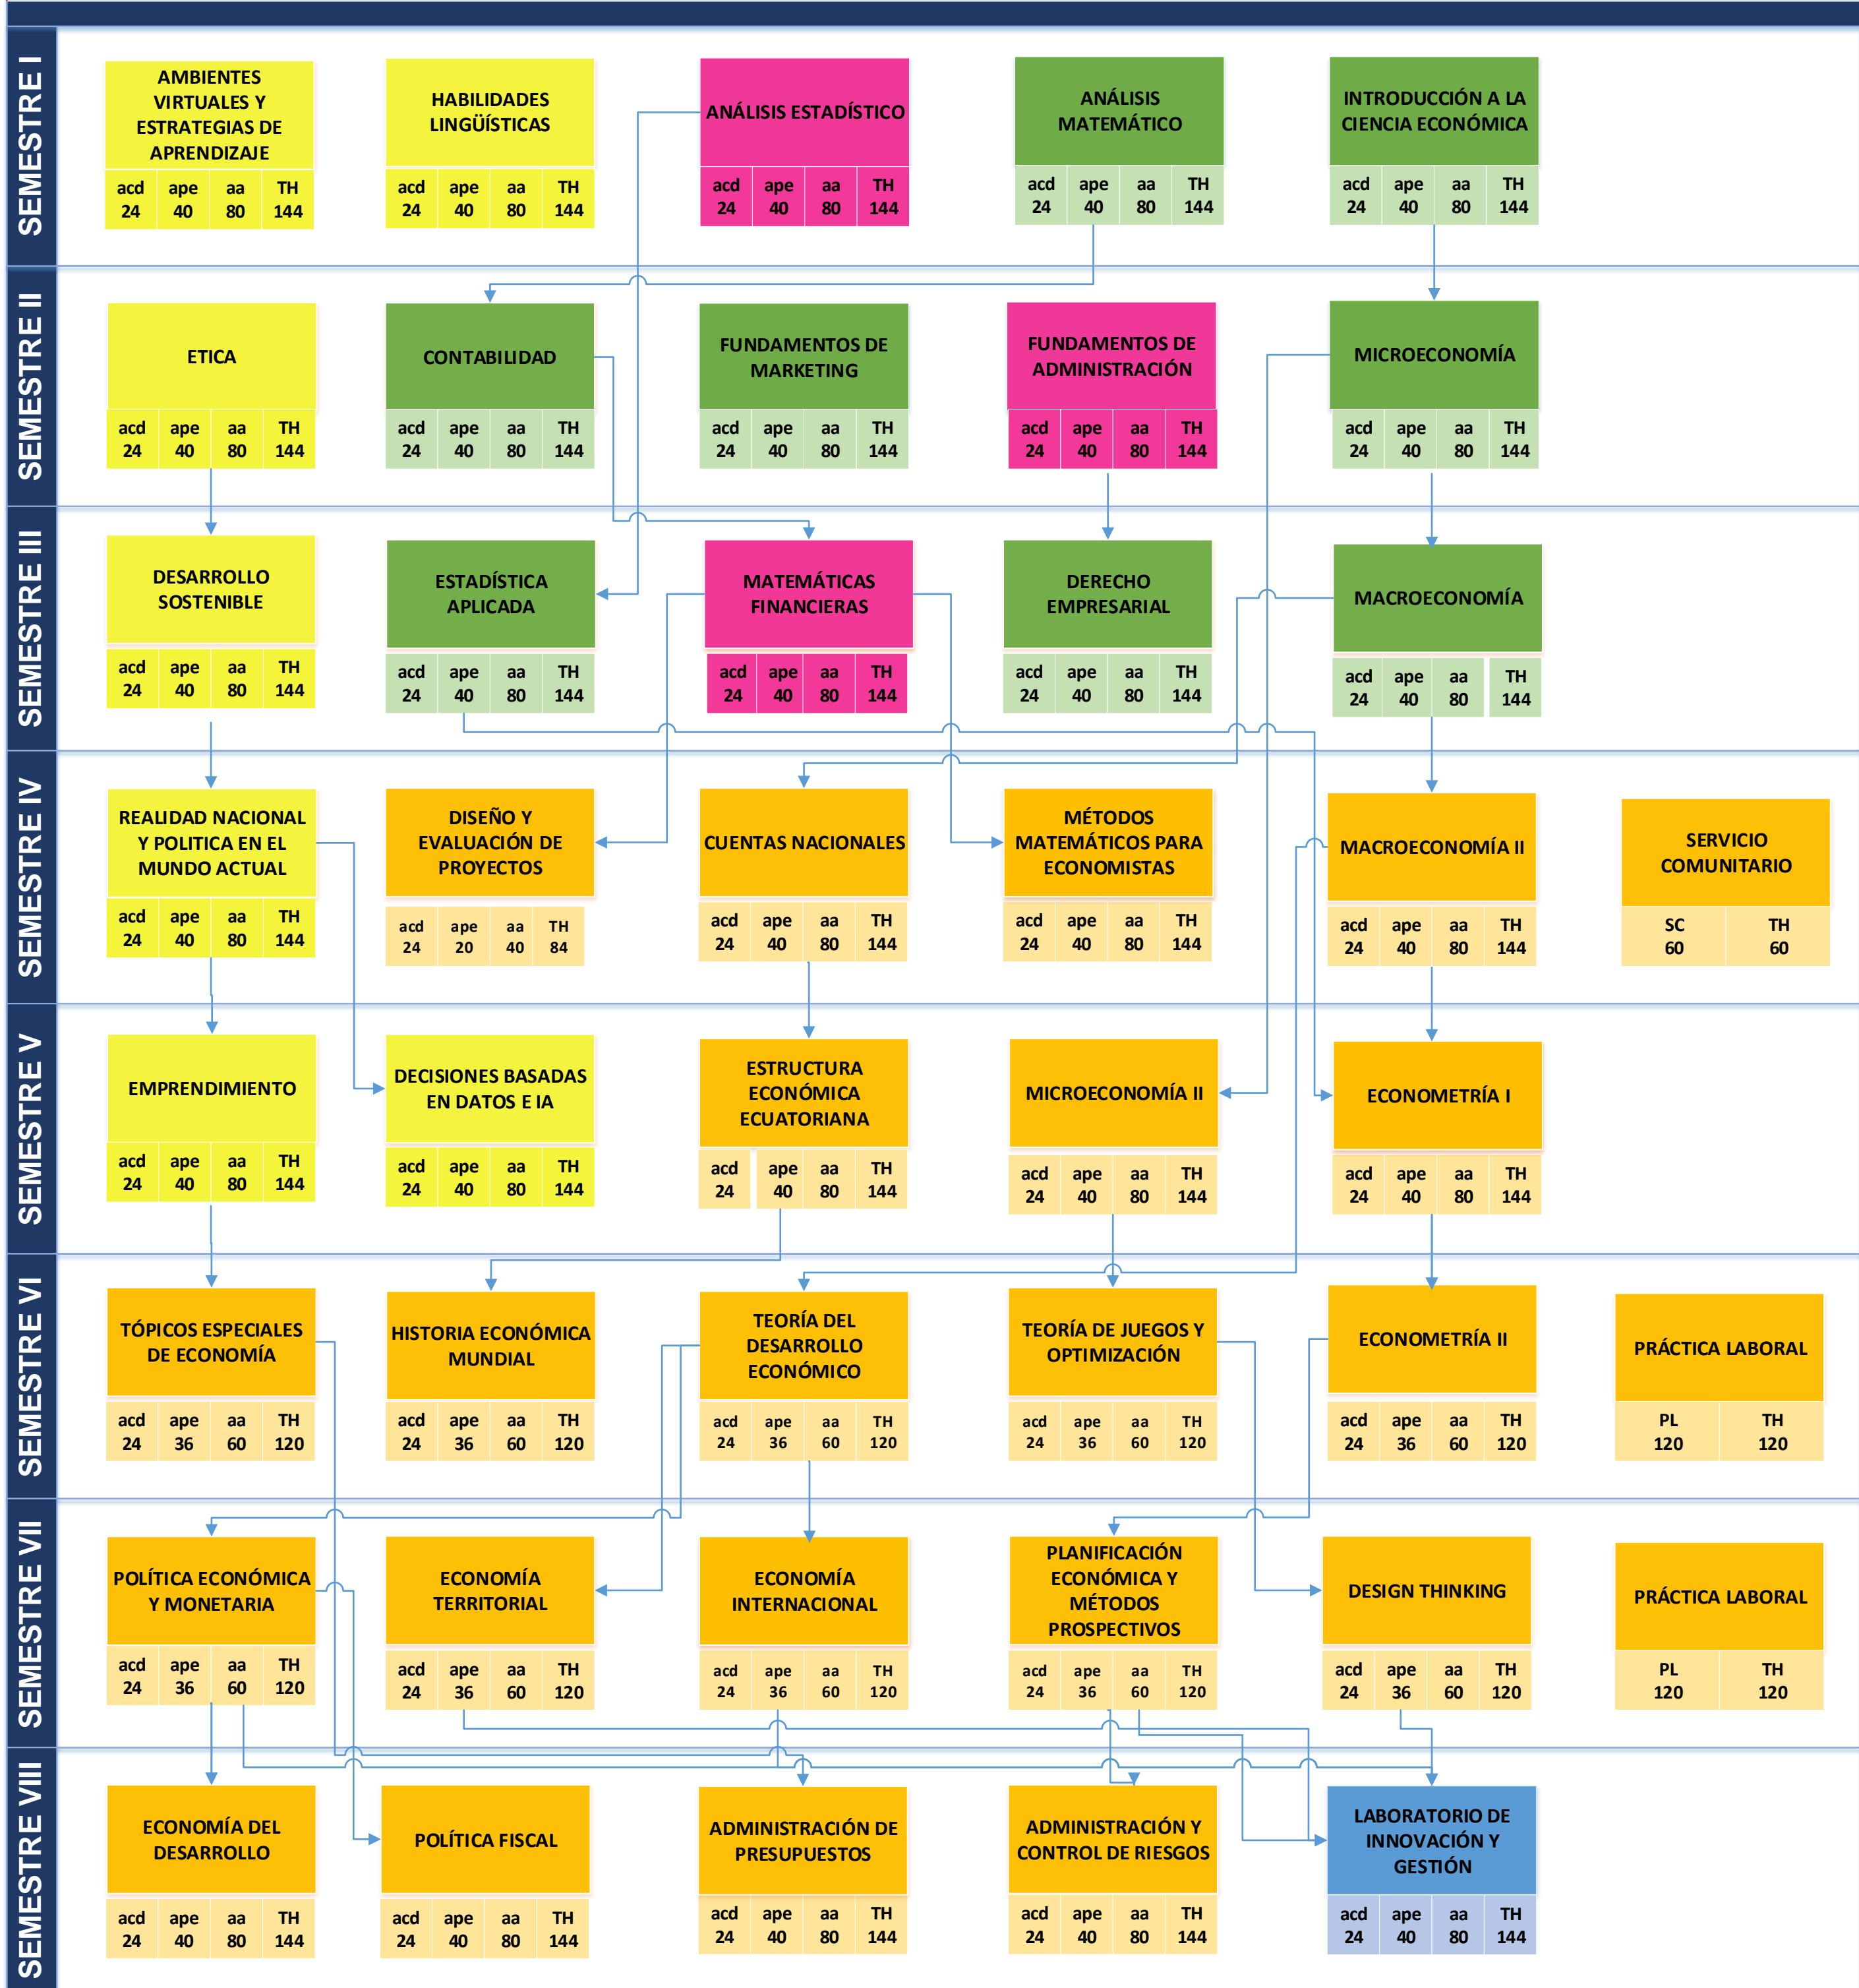 SEMESTRE I
AMBIENTES
VIRTUALES Y
ESTRATEGIAS DE
APRENDIZAJE
acd ape aa TH
24 40 80 144
HABILIDADES
LINGÜÍSTICAS
acd ape aa TH
24 40 80 144
ANÁLISIS ESTADÍSTICO
acd ape aa TH
24 40 80 144
ANÁLISIS
MATEMÁTICO
acd ape aa TH
24 40 80 144
INTRODUCCIÓN A LA
CIENCIA ECONÓMICA
acd ape aa TH
24 40 80 144
SEMESTRE II
ETICA
acd ape aa TH
24 40 80 144
CONTABILIDAD
acd ape aa TH
24 40 80 144
FUNDAMENTOS DE
MARKETING
acd ape aa TH
24 40 80 144
FUNDAMENTOS DE
ADMINISTRACIÓN
acd ape aa TH
24 40 80 144
MICROECONOMÍA
acd ape aa TH
24 40 80 144
SEMESTRE III
DESARROLLO
SOSTENIBLE
acd ape aa TH
24 40 80 144
ESTADÍSTICA
APLICADA
acd ape aa TH
24 40 80 144
MATEMÁTICAS
FINANCIERAS
acd ape aa TH
24 40 80 144
DERECHO
EMPRESARIAL
acd ape aa TH
24 40 80 144
MACROECONOMÍA
acd ape aa TH
24 40 80 144
SEMESTRE IV
REALIDAD NACIONAL
Y POLITICA EN EL
MUNDO ACTUAL
acd ape aa TH
24 40 80 144
DISEÑO Y
EVALUACIÓN DE
PROYECTOS
acd ape aa TH
24 20 40 84
CUENTAS NACIONALES
acd ape aa TH
24 40 80 144
MÉTODOS
MATEMÁTICOS PARA
ECONOMISTAS
acd ape aa TH
24 40 80 144
MACROECONOMÍA II
acd ape aa TH
24 40 80 144
SERVICIO
COMUNITARIO
SC TH
60 60
SEMESTRE V
EMPRENDIMIENTO
acd ape aa TH
24 40 80 144
DECISIONES BASADAS
EN DATOS E IA
acd ape aa TH
24 40 80 144
ESTRUCTURA
ECONÓMICA
ECUATORIANA
acd ape aa TH
24 40 80 144
MICROECONOMÍA II
acd ape aa TH
24 40 80 144
ECONOMETRÍA I
acd ape aa TH
24 40 80 144
SEMESTRE VI
TÓPICOS ESPECIALES
DE ECONOMÍA
acd ape aa TH
24 36 60 120
HISTORIA ECONÓMICA
MUNDIAL
acd ape aa TH
24 36 60 120
TEORÍA DEL
DESARROLLO
ECONÓMICO
acd ape aa TH
24 36 60 120
TEORÍA DE JUEGOS Y
OPTIMIZACIÓN
acd ape aa TH
24 36 60 120
ECONOMETRÍA II
acd ape aa TH
24 36 60 120
PRÁCTICA LABORAL
PL TH
120 120
SEMESTRE VII
POLÍTICA ECONÓMICA
Y MONETARIA
acd ape aa TH
24 36 60 120
ECONOMÍA
TERRITORIAL
acd ape aa TH
24 36 60 120
ECONOMÍA
INTERNACIONAL
acd ape aa TH
24 36 60 120
PLANIFICACIÓN
ECONÓMICA Y
MÉTODOS
PROSPECTIVOS
acd ape aa TH
24 36 60 120
DESIGN THINKING
acd ape aa TH
24 36 60 120
PRÁCTICA LABORAL
PL TH
120 120
SEMESTRE VIII
ECONOMÍA DEL
DESARROLLO
acd ape aa TH
24 40 80 144
POLÍTICA FISCAL
acd ape aa TH
24 40 80 144
ADMINISTRACIÓN DE
PRESUPUESTOS
acd ape aa TH
24 40 80 144
ADMINISTRACIÓN Y
CONTROL DE RIESGOS
acd ape aa TH
24 40 80 144
LABORATORIO DE
INNOVACIÓN Y
GESTIÓN
acd ape aa TH
24 40 80 144